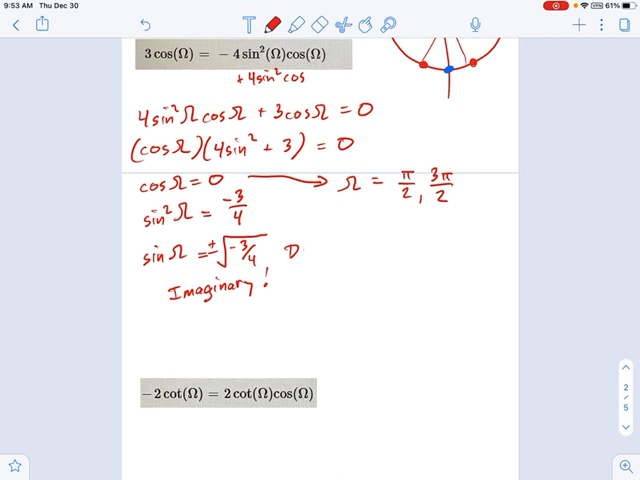 9:53 AM Thu Dec 30
VPN 61%
3 cos(Ω) = − 4 sin²(Ω)cos(Ω)
+4sin² cos
4sin²Ω cosΩ + 3cosΩ = 0
(cosΩ)(4sin² + 3) = 0
cosΩ = 0 → Ω = π/2, 3π/2
sin²Ω = -3/4
sinΩ = ±√-3/4 D
Imaginary!
− 2 cot(Ω) = 2 cot(Ω)cos(Ω)
2
/
5